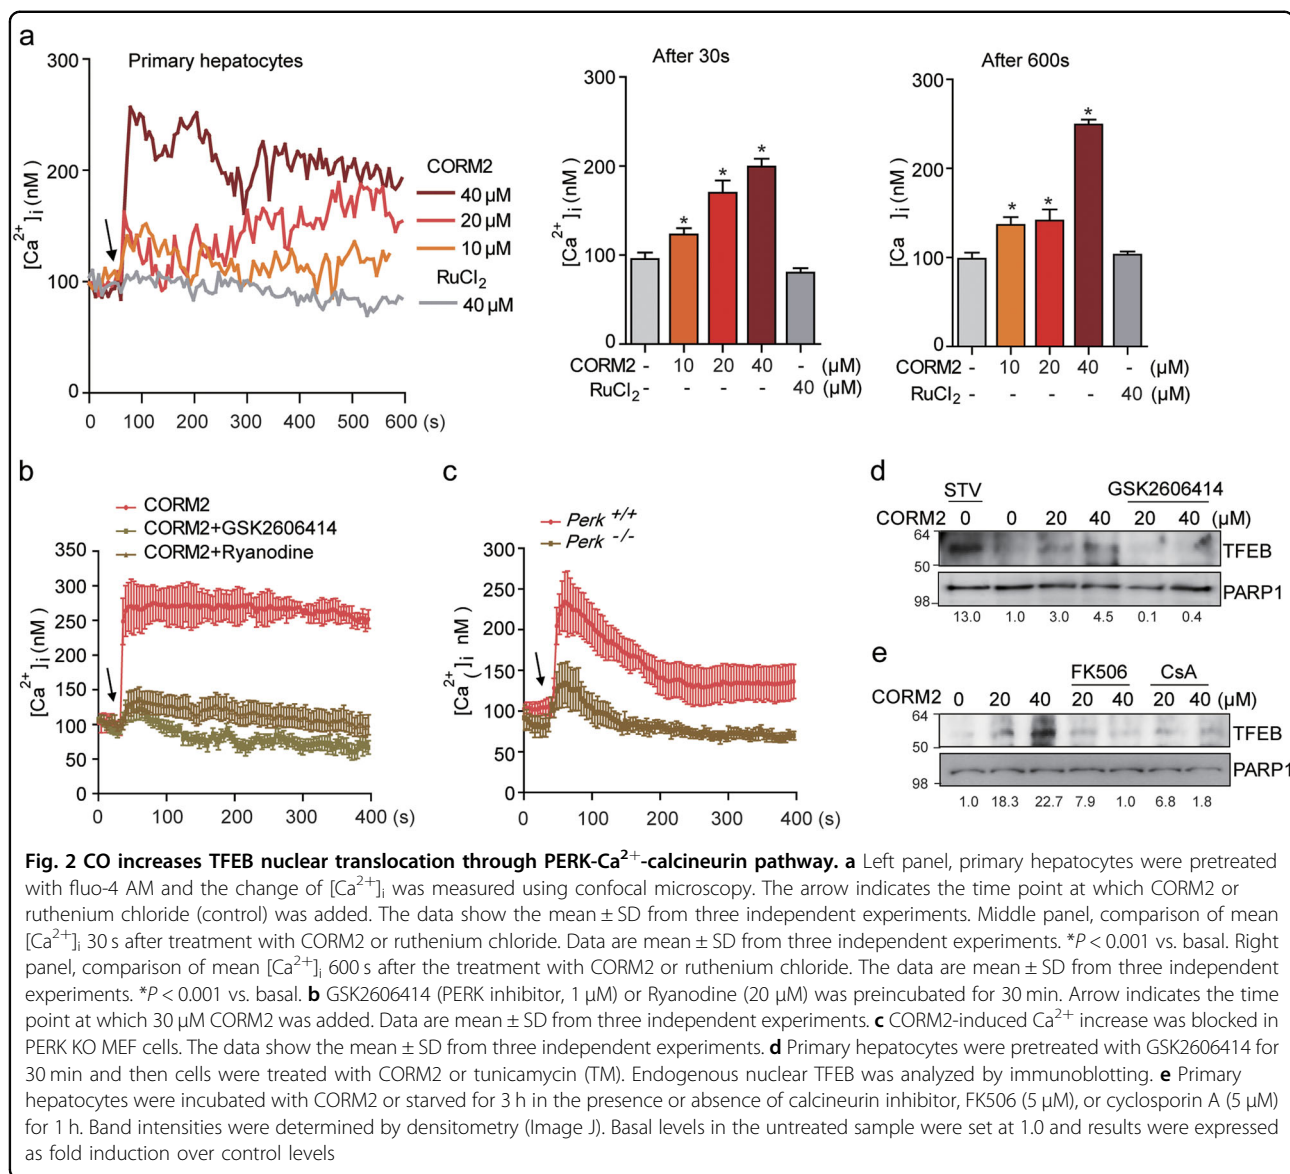 a
Primary hepatocytes
300
200
100
0
[Ca2+]i (nM)
0 100 200 300 400 500 600 (s)
CORM2
40 μM
20 μM
10 μM
RuCl2
40 μM
After 30s
300
200
100
0
[Ca2+]i (nM)
CORM2 - 10 20 40 - (μM)
RuCl2 - - - - 40 (μM)
After 600s
300
200
100
0
[Ca2+]i (nM)
CORM2 - 10 20 40 - (μM)
RuCl2 - - - - 40 (μM)
* * *
* * *
b
CORM2
CORM2+GSK2606414
CORM2+Ryanodine
350
300
250
200
150
100
50
0
[Ca2+]i (nM)
0 100 200 300 400 (s)
c
Perk +/+
Perk -/-
300
250
200
150
100
50
0
[Ca2+]i nM)
0 100 200 300 400 (s)
d
STV GSK2606414
CORM2 0 0 20 40 20 40 (μM)
64
50
TFEB
98
PARP1
13.0 1.0 3.0 4.5 0.1 0.4
e
FK506 CsA
CORM2 0 20 40 20 40 20 40 (μM)
64
50
TFEB
98
PARP1
1.0 18.3 22.7 7.9 1.0 6.8 1.8
Fig. 2 CO increases TFEB nuclear translocation through PERK-Ca2+-calcineurin pathway. a Left panel, primary hepatocytes were pretreated
with fluo-4 AM and the change of [Ca2+]i was measured using confocal microscopy. The arrow indicates the time point at which CORM2 or
ruthenium chloride (control) was added. The data show the mean ± SD from three independent experiments. Middle panel, comparison of mean
[Ca2+]i 30 s after treatment with CORM2 or ruthenium chloride. Data are mean ± SD from three independent experiments. *P < 0.001 vs. basal. Right
panel, comparison of mean [Ca2+]i 600 s after the treatment with CORM2 or ruthenium chloride. The data are mean ± SD from three independent
experiments. *P < 0.001 vs. basal. b GSK2606414 (PERK inhibitor, 1 μM) or Ryanodine (20 μM) was preincubated for 30 min. Arrow indicates the time
point at which 30 μM CORM2 was added. Data are mean ± SD from three independent experiments. c CORM2-induced Ca2+ increase was blocked in
PERK KO MEF cells. The data show the mean ± SD from three independent experiments. d Primary hepatocytes were pretreated with GSK2606414 for
30 min and then cells were treated with CORM2 or tunicamycin (TM). Endogenous nuclear TFEB was analyzed by immunoblotting. e Primary
hepatocytes were incubated with CORM2 or starved for 3 h in the presence or absence of calcineurin inhibitor, FK506 (5 μM), or cyclosporin A (5 μM)
for 1 h. Band intensities were determined by densitometry (Image J). Basal levels in the untreated sample were set at 1.0 and results were expressed
as fold induction over control levels